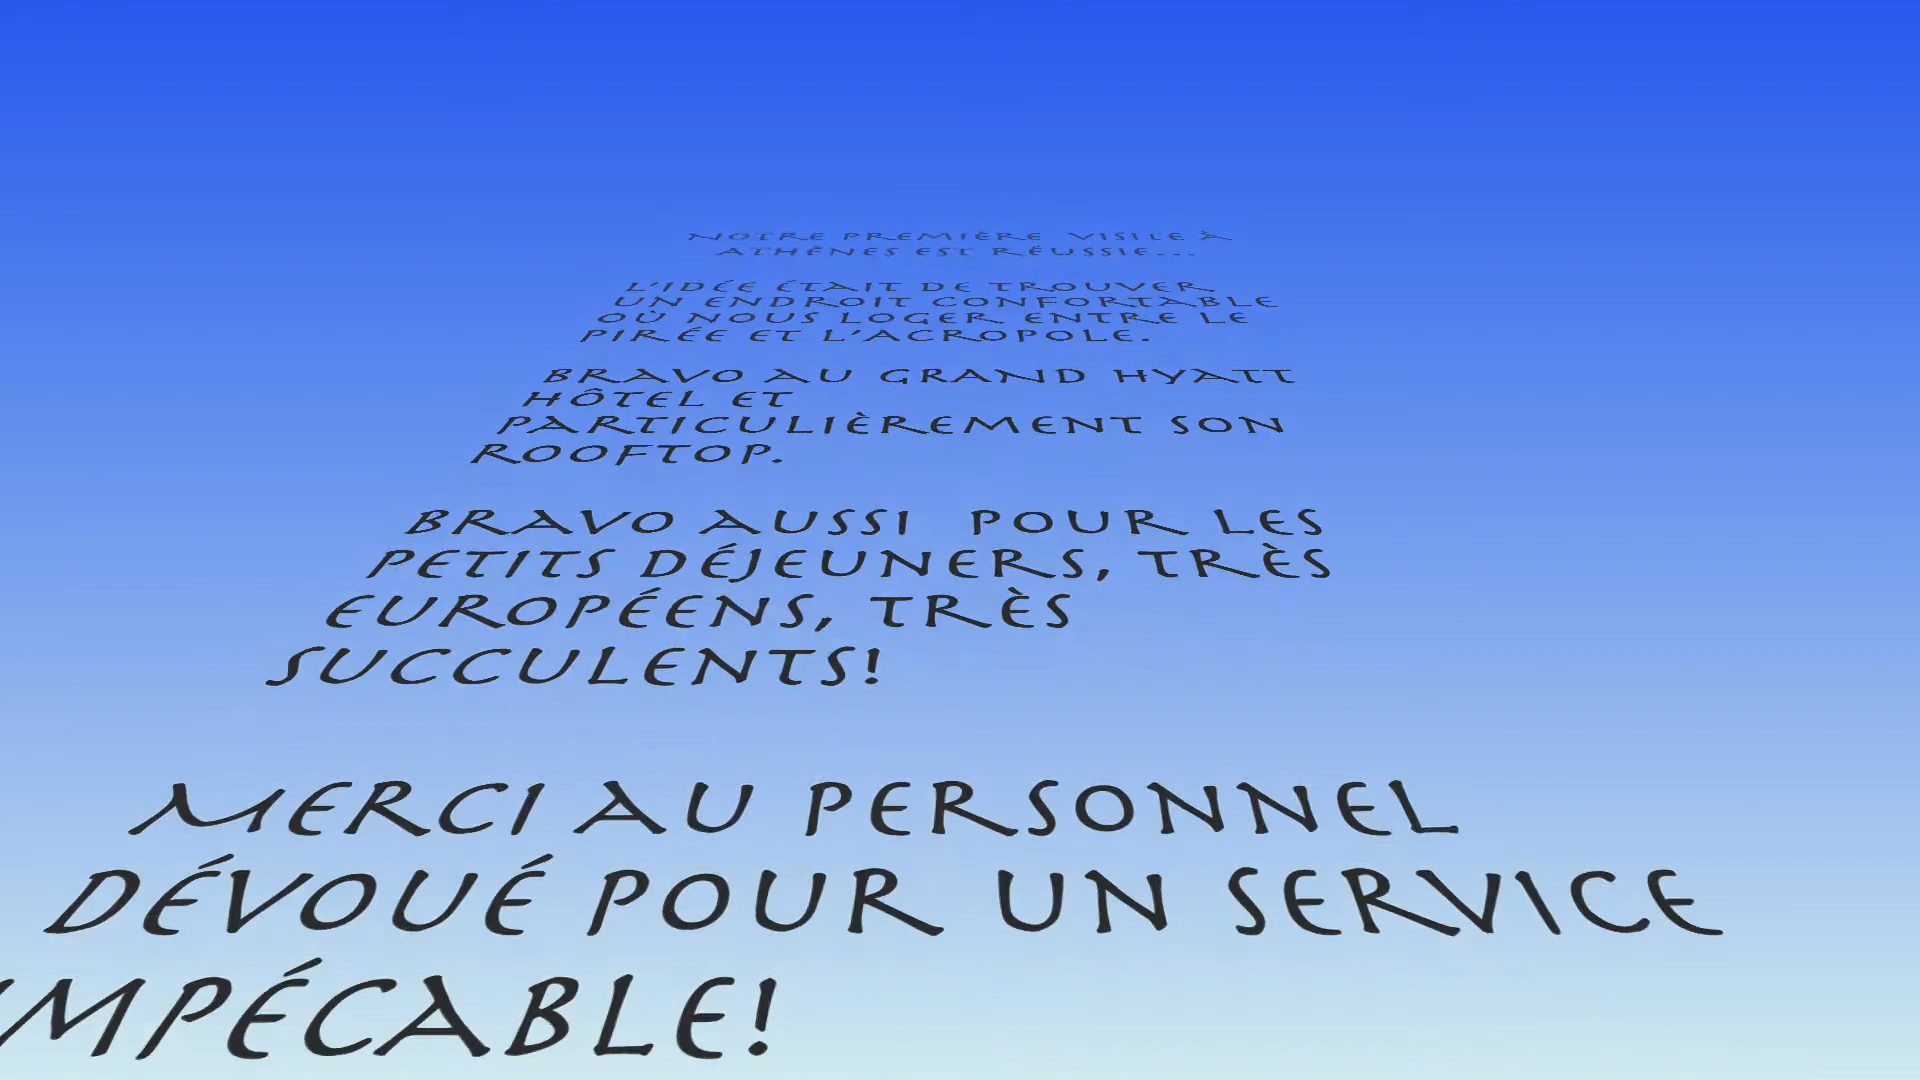 NOTRE PREMIÈRE VISITE À
ATHÈNES EST RÉUSSIE...
L'IDÉE ÉTAIT DE TROUVER
UN ENDROIT CONFORTABLE
OÙ NOUS LOGER ENTRE LE
PIRÉE ET L'ACROPOLE.
BRAVO AU GRAND HYATT
HÔTEL ET
PARTICULIÈREMENT SON
ROOFTOP.
BRAVO AUSSI POUR LES
PETITS DÉJEUNERS, TRÈS
EUROPÉENS, TRÈS
SUCCULENTS!
MERCI AU PERSONNEL
DÉVOUÉ POUR UN SERVICE
IMPÉCABLE!